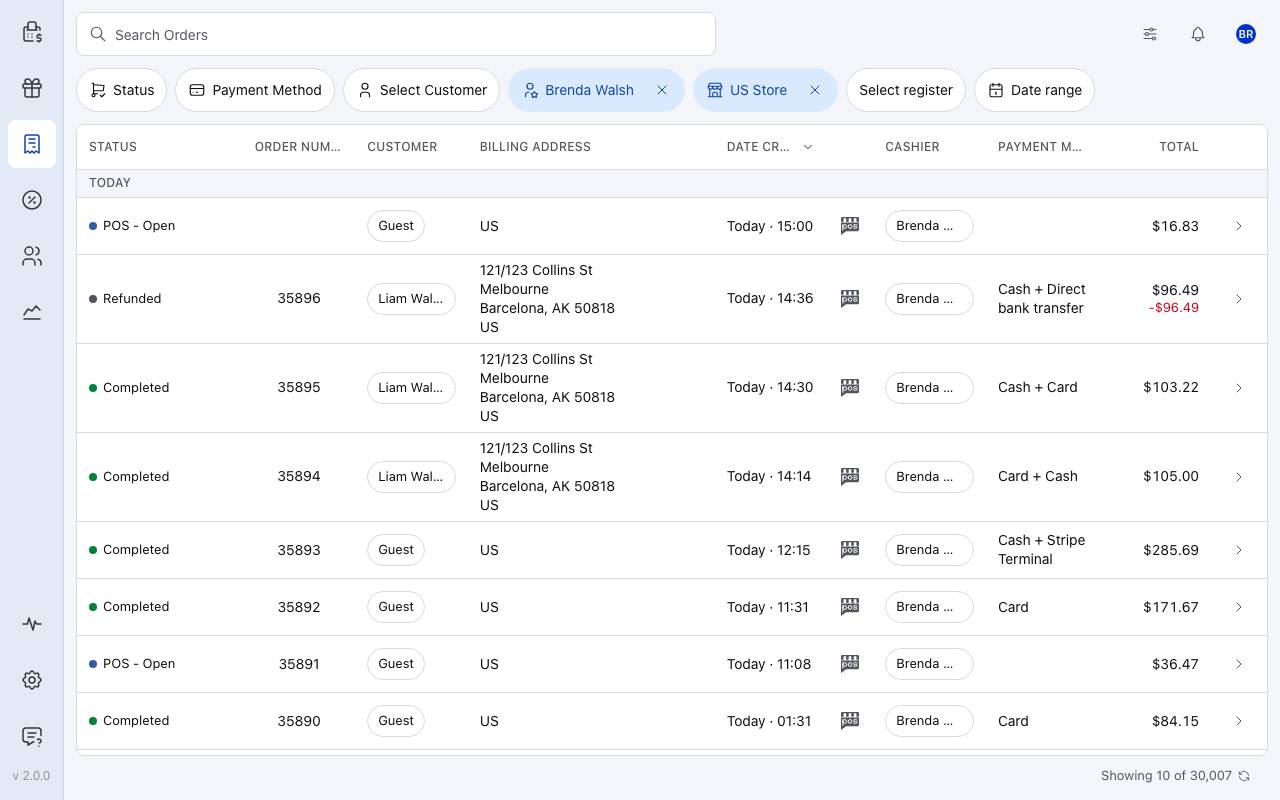 Search Orders
BR
Status
Payment Method
Select Customer
Brenda Walsh
US Store
Select register
Date range
STATUS ORDER NUM... CUSTOMER BILLING ADDRESS DATE CR... CASHIER PAYMENT M... TOTAL
TODAY
POS - Open Guest US Today · 15:00 pos Brenda ... $16.83
Refunded 35896 Liam Wal... 121/123 Collins St
Melbourne
Barcelona, AK 50818
US
Today · 14:36 pos Brenda ... Cash + Direct
bank transfer
$96.49
-$96.49
Completed 35895 Liam Wal... 121/123 Collins St
Melbourne
Barcelona, AK 50818
US
Today · 14:30 pos Brenda ... Cash + Card $103.22
Completed 35894 Liam Wal... 121/123 Collins St
Melbourne
Barcelona, AK 50818
US
Today · 14:14 pos Brenda ... Card + Cash $105.00
Completed 35893 Guest US Today · 12:15 pos Brenda ... Cash + Stripe
Terminal
$285.69
Completed 35892 Guest US Today · 11:31 pos Brenda ... Card $171.67
POS - Open 35891 Guest US Today · 11:08 pos Brenda ... $36.47
Completed 35890 Guest US Today · 01:31 pos Brenda ... Card $84.15
v 2.0.0
Showing 10 of 30,007